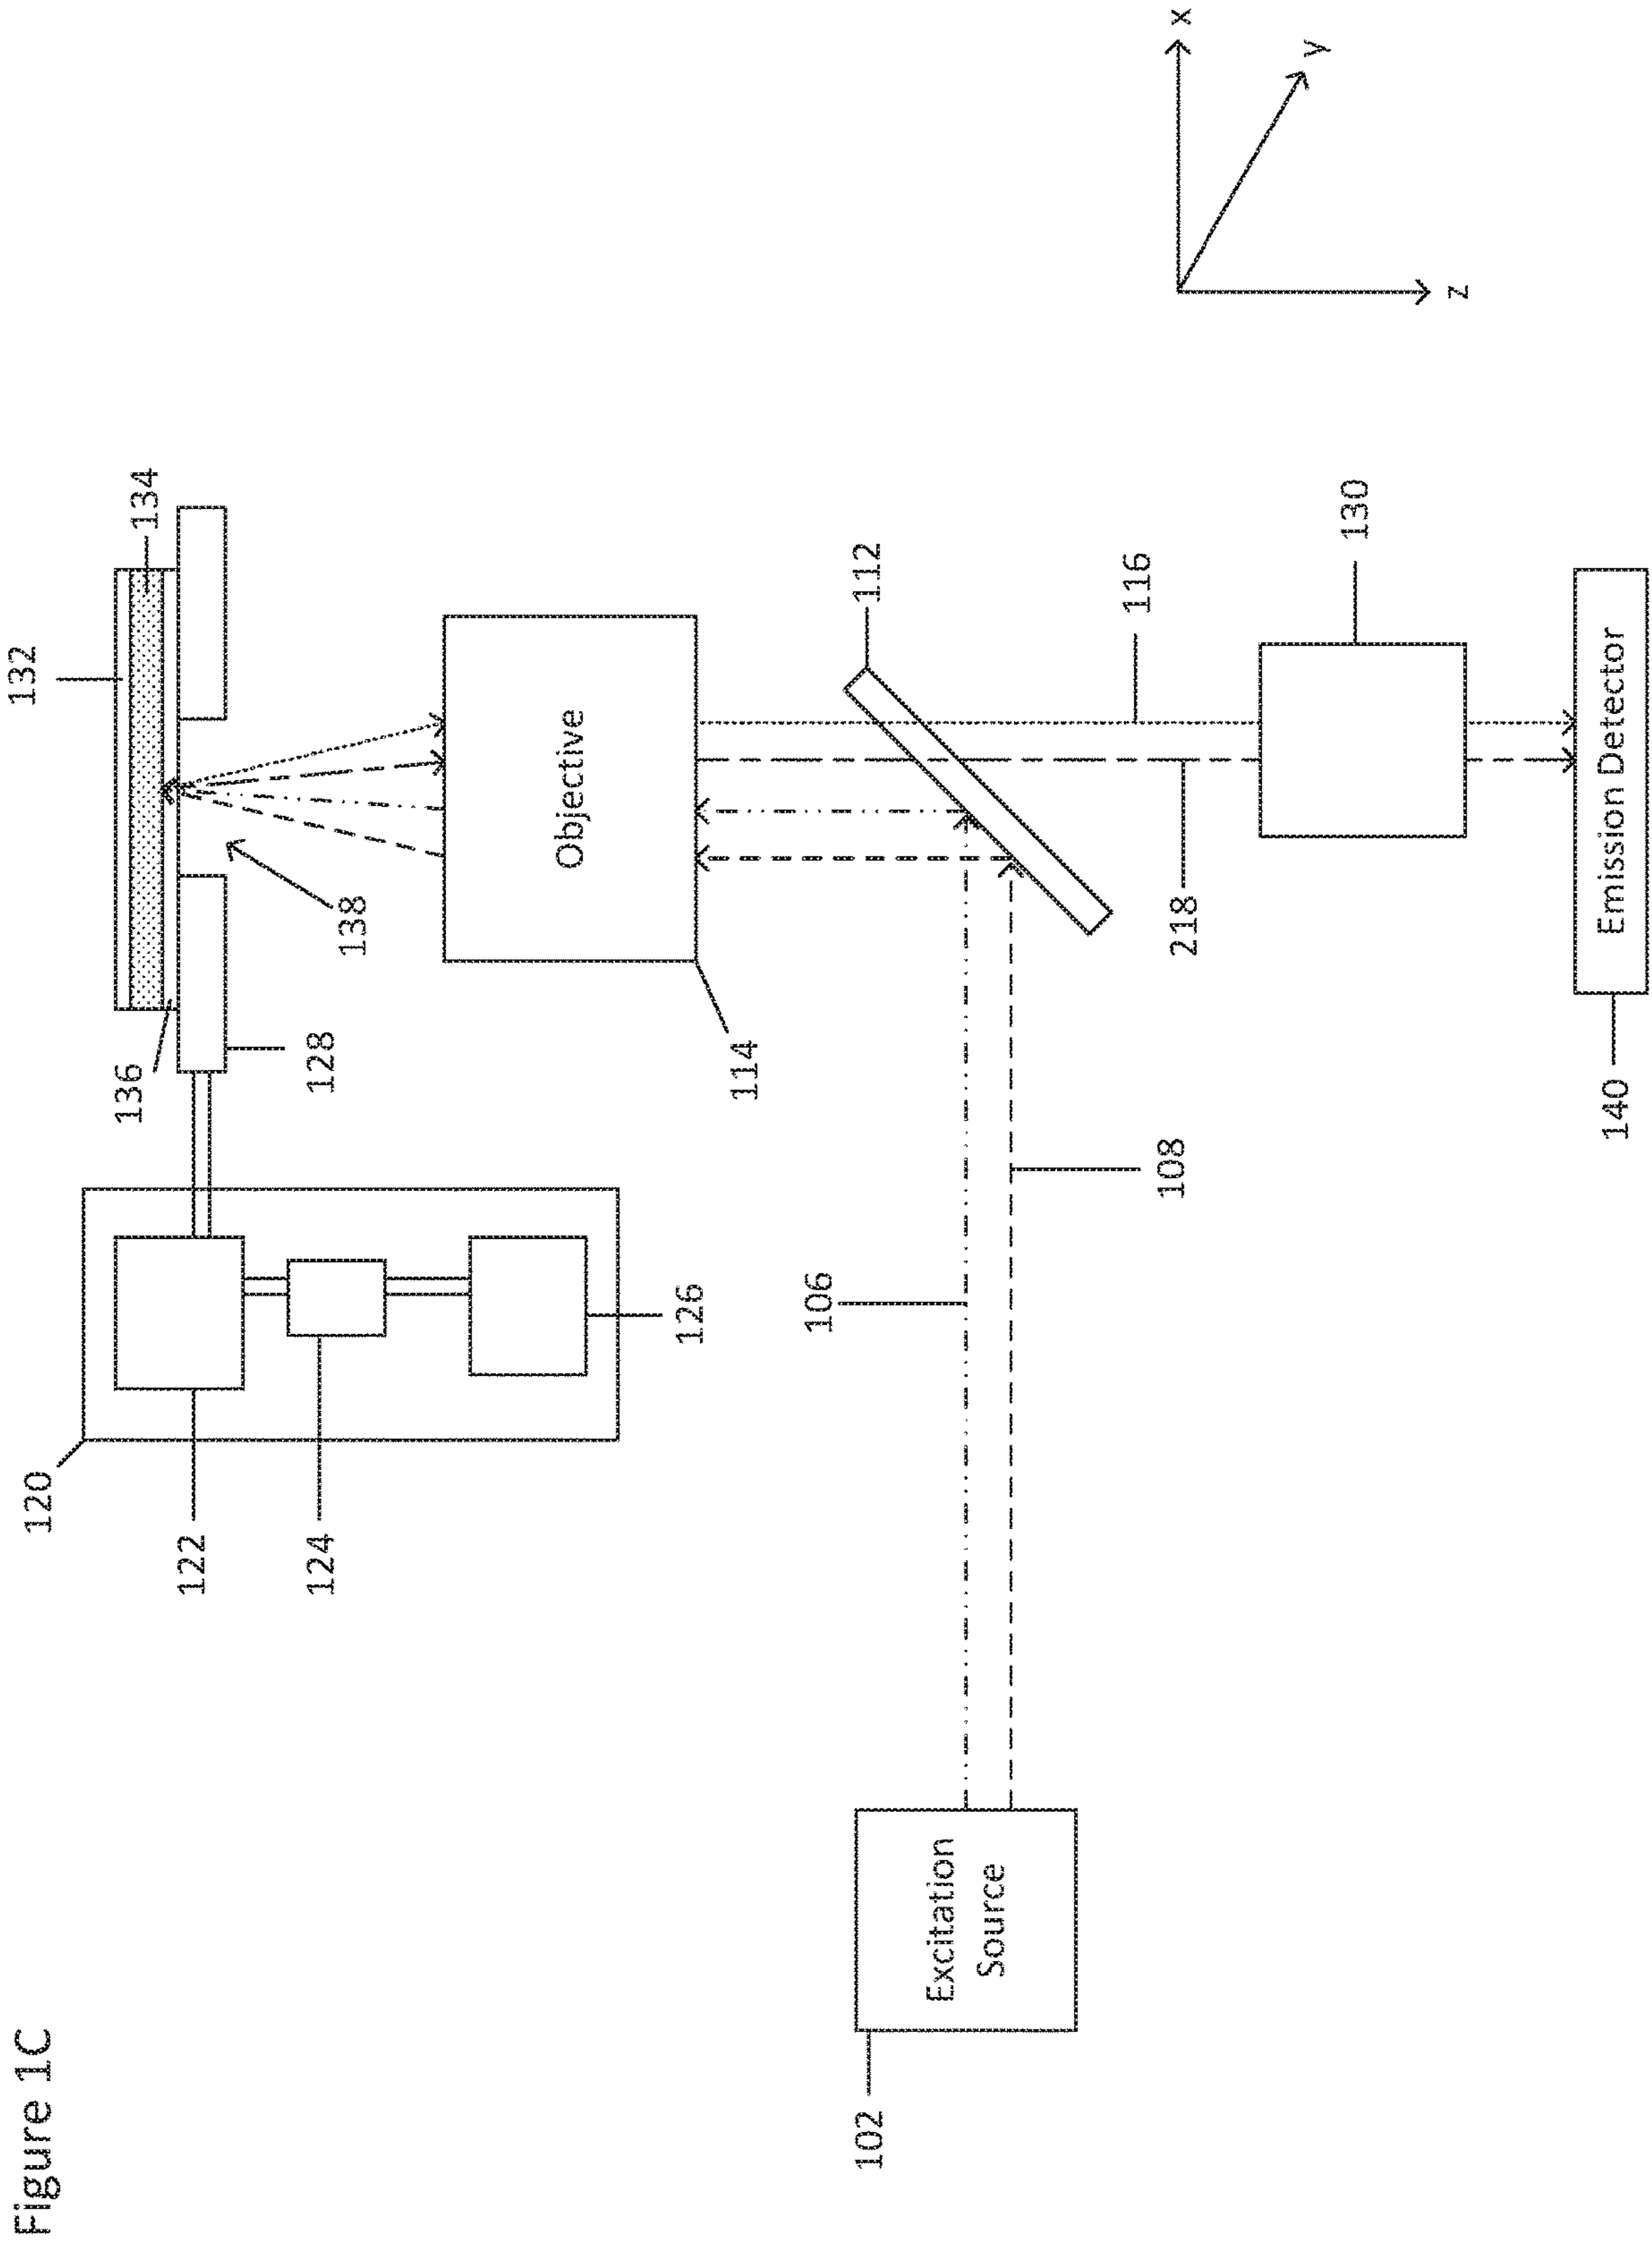 Figure 1C
120
122
124
126
136
128
132
134
138
Objective
114
112
106
108
116
218
130
Excitation
Source
102
Emission Detector
140
x
y
z